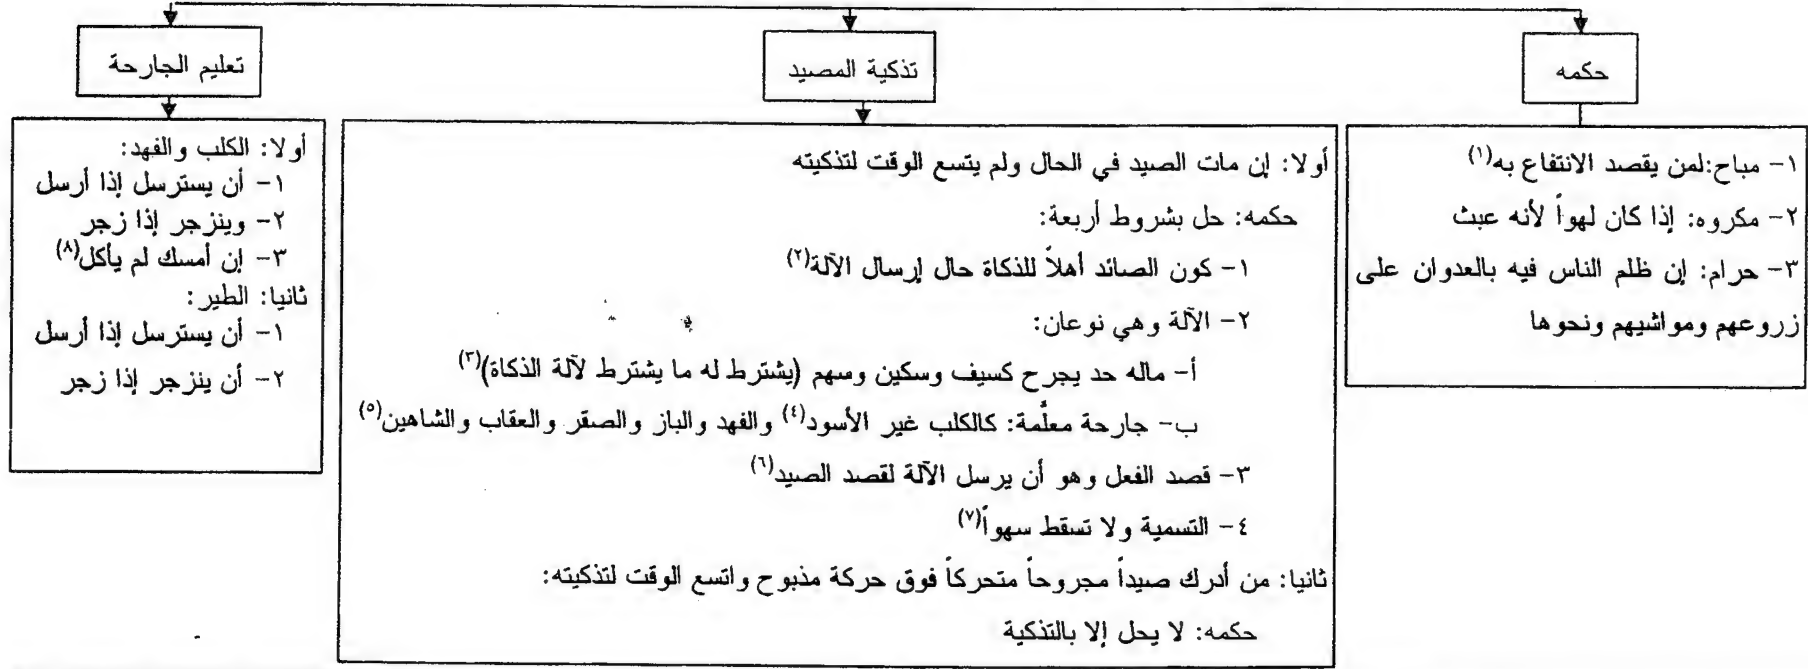 حكمه
تذكية المصيد
تعليم الجارحة
١- مباح:لمن يقصد الانتفاع به(١)
٢- مكروه: إذا كان لهواً لأنه عبث
٣- حرام: إن ظلم الناس فيه بالعدوان على
زروعهم ومواشيهم ونحوها
أولا: إن مات الصيد في الحال ولم يتسع الوقت لتذكيته
حكمه: حل بشروط أربعة:
١- كون الصائد أهلاً للذكاة حال إرسال الآلة(٢)
٢- الآلة وهي نوعان:
أ- ماله حد يجرح كسيف وسكين وسهم (يشترط له ما يشترط لآلة الذكاة)(٣)
ب- جارحة معلَّمة: كالكلب غير الأسود(٤) والفهد والباز والصقر والعقاب والشاهين(٥)
٣- قصد الفعل وهو أن يرسل الآلة لقصد الصيد(٦)
٤- التسمية ولا تسقط سهواً(٧)
ثانيا: من أدرك صيداً مجروحاً متحركاً فوق حركة مذبوح واتسع الوقت لتذكيته:
حكمه: لا يحل إلا بالتذكية
أولا: الكلب والفهد:
١- أن يسترسل إذا أرسل
٢- وينزجر إذا زجر
٣- إن أمسك لم يأكل(٨)
ثانيا: الطير:
١- أن يسترسل إذا أرسل
٢- أن ينزجر إذا زجر